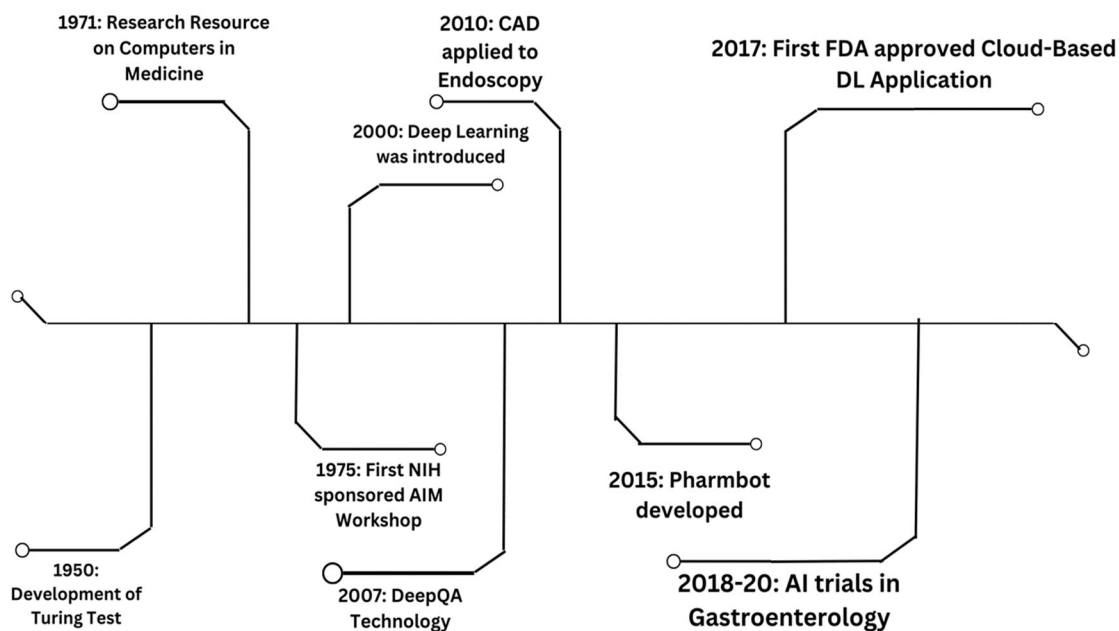 1971: Research Resource
on Computers in
Medicine
2010: CAD
applied to
Endoscopy
2017: First FDA approved Cloud-Based
DL Application
2000: Deep Learning
was introduced
1975: First NIH
sponsored AIM
Workshop
2015: Pharmbot
developed
1950:
Development of
Turing Test
2007: DeepQA
Technology
2018-20: AI trials in
Gastroenterology